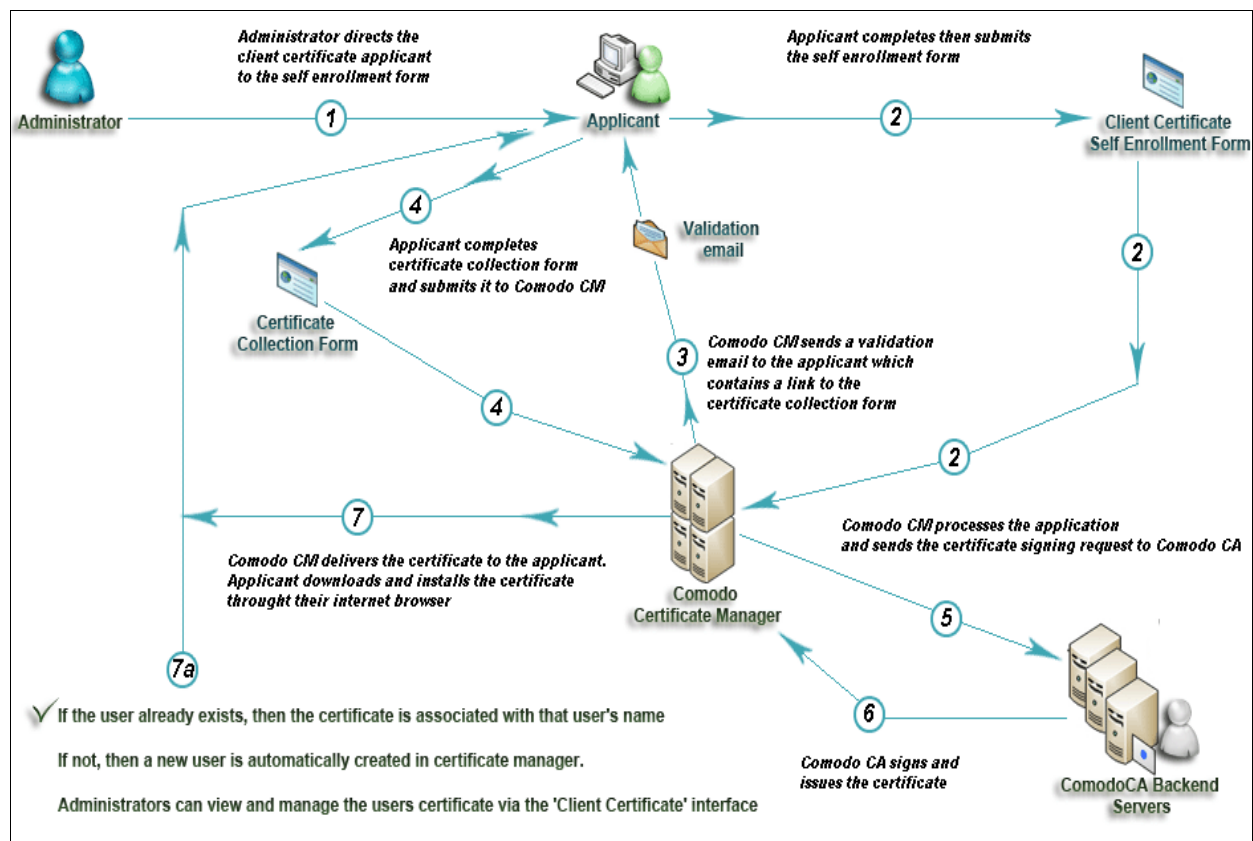 Administrator directs the
client certificate applicant
to the self enrollment form
Applicant completes then submits
the self enrollment form
Administrator
1
Applicant
2
Client Certificate
Self Enrollment Form
4
Applicant completes
certificate collection form
and submits it to Comodo CM
Validation
email
2
Certificate
Collection Form
3
Comodo CM sends a validation
email to the applicant which
contains a link to the
certificate collection form
4
2
7
Comodo CM delivers the certificate to the applicant.
Applicant downloads and installs the certificate
throught their internet browser
Comodo
Certificate Manager
Comodo CM processes the application
and sends the certificate signing request to Comodo CA
5
7a
6
If the user already exists, then the certificate is associated with that user's name
If not, then a new user is automatically created in certificate manager.
Administrators can view and manage the users certificate via the 'Client Certificate' interface
Comodo CA signs and
issues the certificate
ComodoCA Backend
Servers